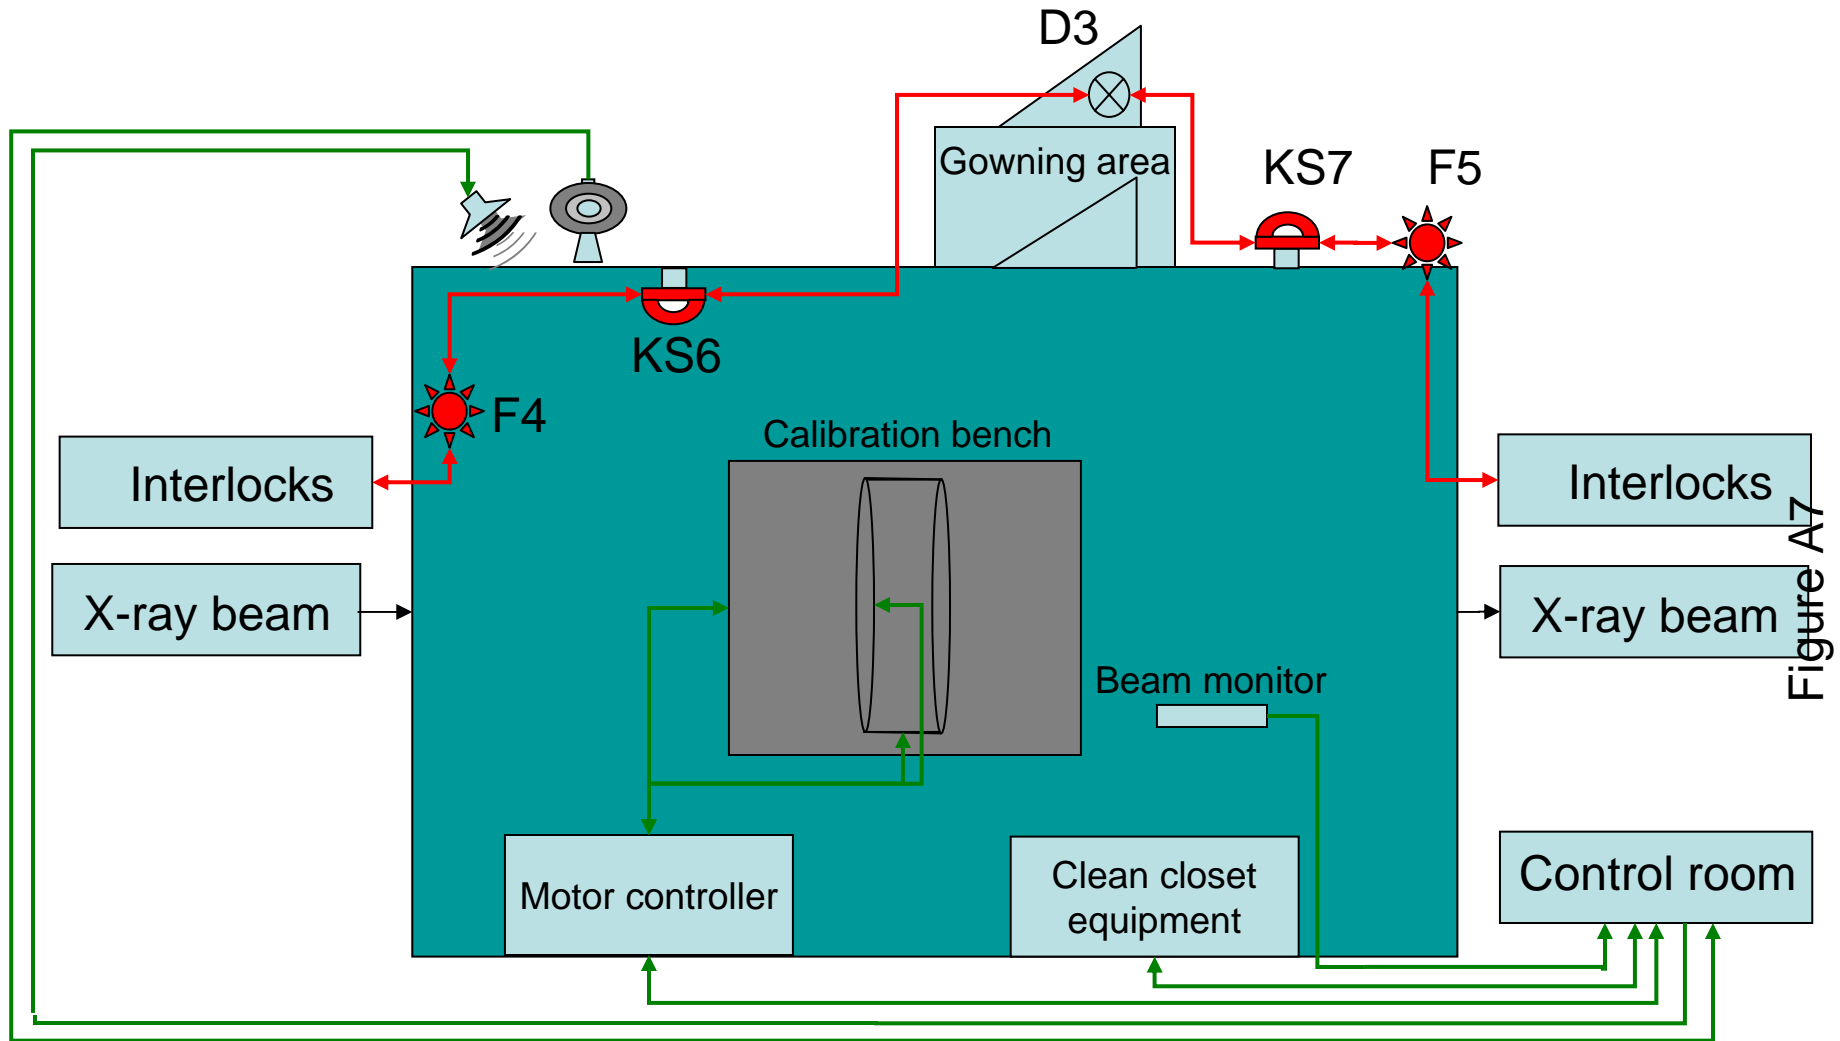 D3
Gowning area
KS7
F5
KS6
F4
Calibration bench
Interlocks
Interlocks
X-ray beam
X-ray beam
Figure A7
Beam monitor
Motor controller
Clean closet
equipment
Control room